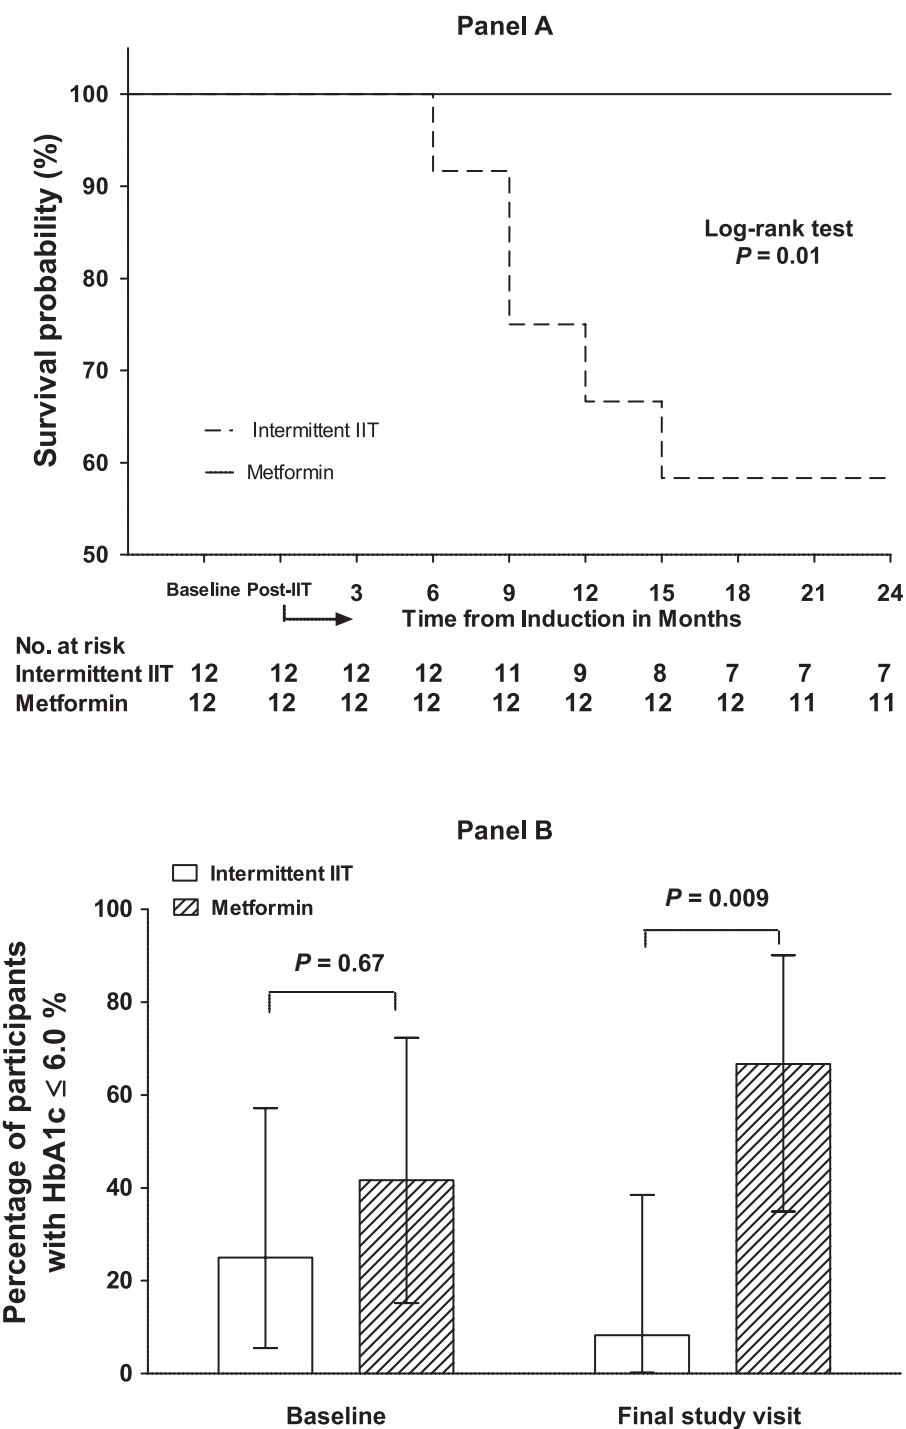 Panel A
Survival probability (%)
100
90
80
70
60
50
Log-rank test
P = 0.01
Intermittent IIT
Metformin
Baseline Post-IIT 3 6 9 12 15 18 21 24
Time from Induction in Months
No. at risk
Intermittent IIT 12 12 12 12 11 9 8 7 7 7
Metformin 12 12 12 12 12 12 12 12 11 11
Panel B
Intermittent IIT
Metformin
Percentage of participants
with HbA1c ≤ 6.0 %
100
80
60
40
20
0
P = 0.67
P = 0.009
Baseline
Final study visit